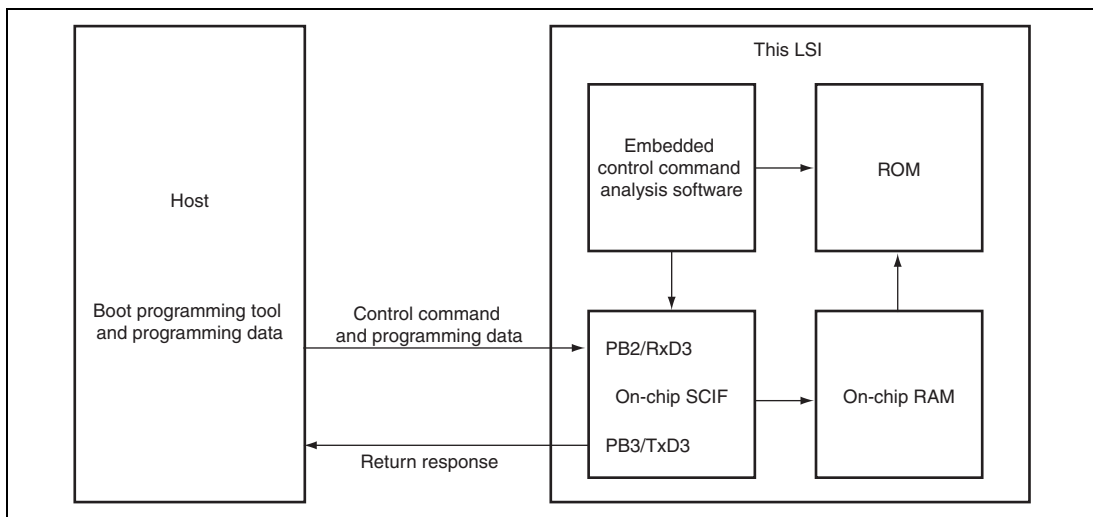 Host
Boot programming tool
and programming data
Control command
and programming data
Return response
This LSI
Embedded
control command
analysis software
ROM
PB2/RxD3
On-chip SCIF
PB3/TxD3
On-chip RAM